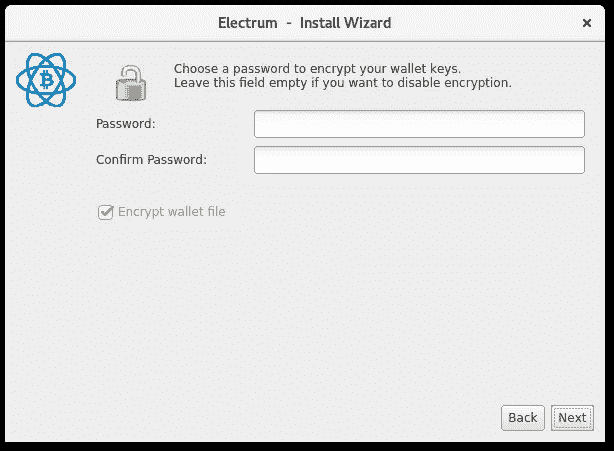 Electrum - Install Wizard
Choose a password to encrypt your wallet keys.
Leave this field empty if you want to disable encryption.
Password:
Confirm Password:
Encrypt wallet file
Back Next